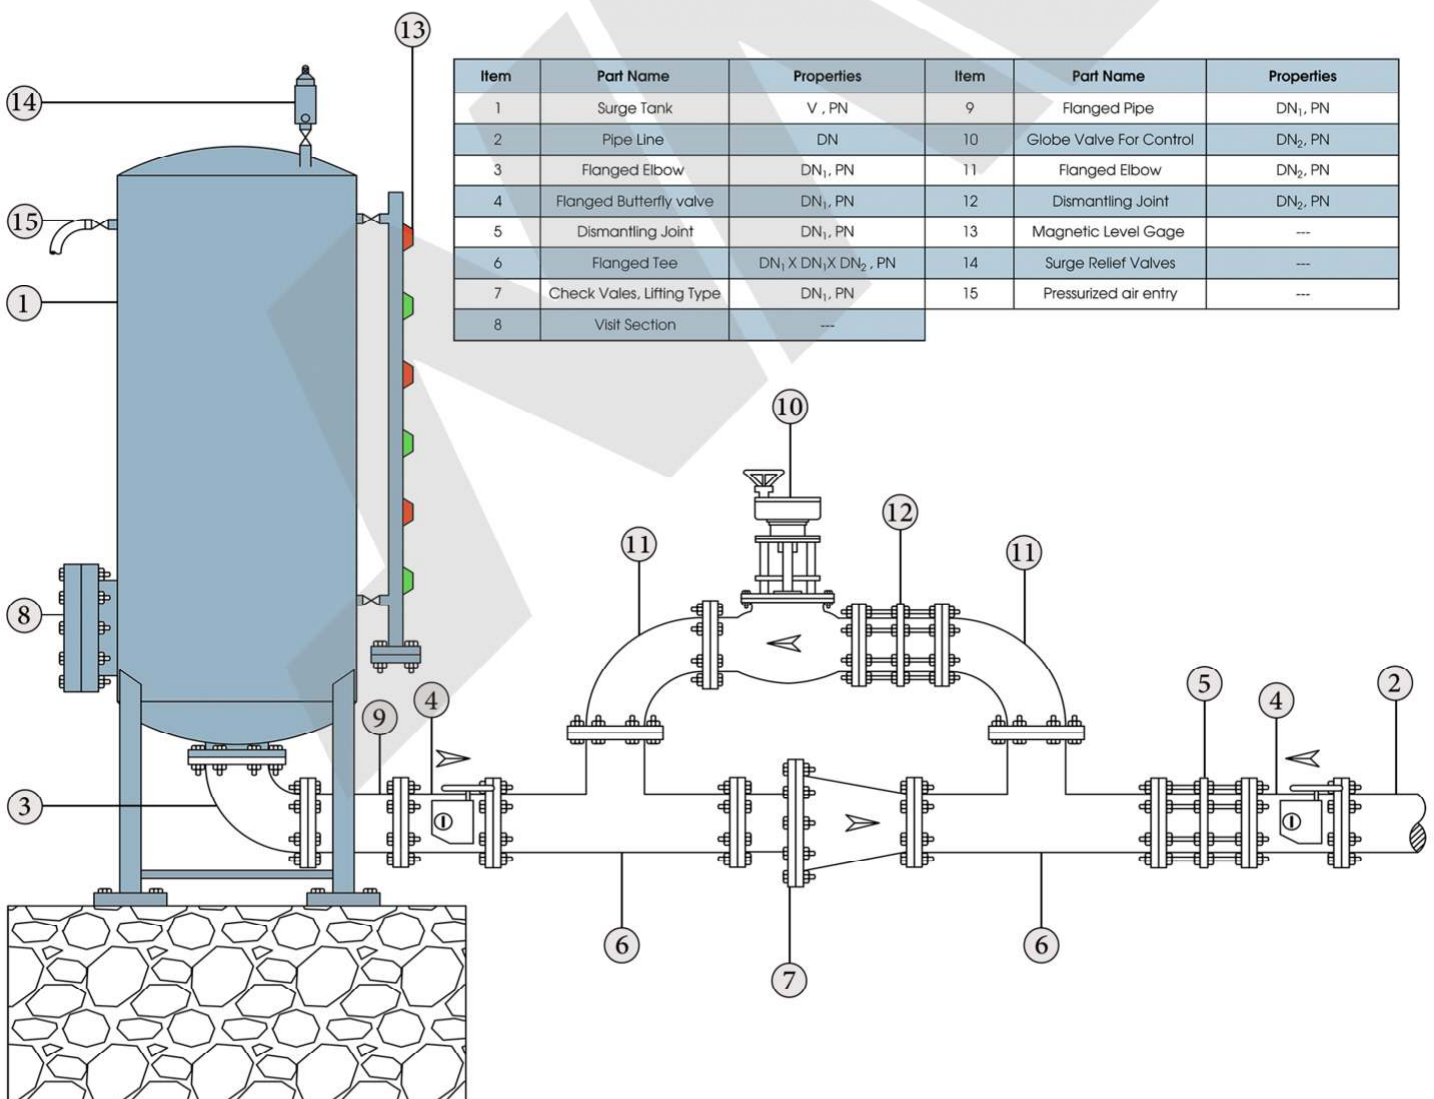 13
Item Part Name Properties Item Part Name Properties
14
1 Surge Tank V , PN 9 Flanged Pipe DN₁, PN
2 Pipe Line DN 10 Globe Valve For Control DN₂, PN
3 Flanged Elbow DN₁, PN 11 Flanged Elbow DN₂, PN
4 Flanged Butterfly valve DN₁, PN 12 Dismantling Joint DN₂, PN
15
5 Dismantling Joint DN₁, PN 13 Magnetic Level Gage ---
6 Flanged Tee DN₁ X DN₁X DN₂ , PN 14 Surge Relief Valves ---
7 Check Vales, Lifting Type DN₁, PN 15 Pressurized air entry ---
1
8 Visit Section ---
10
12
11 11
8
5
4 4 2
9
3
6 6
7